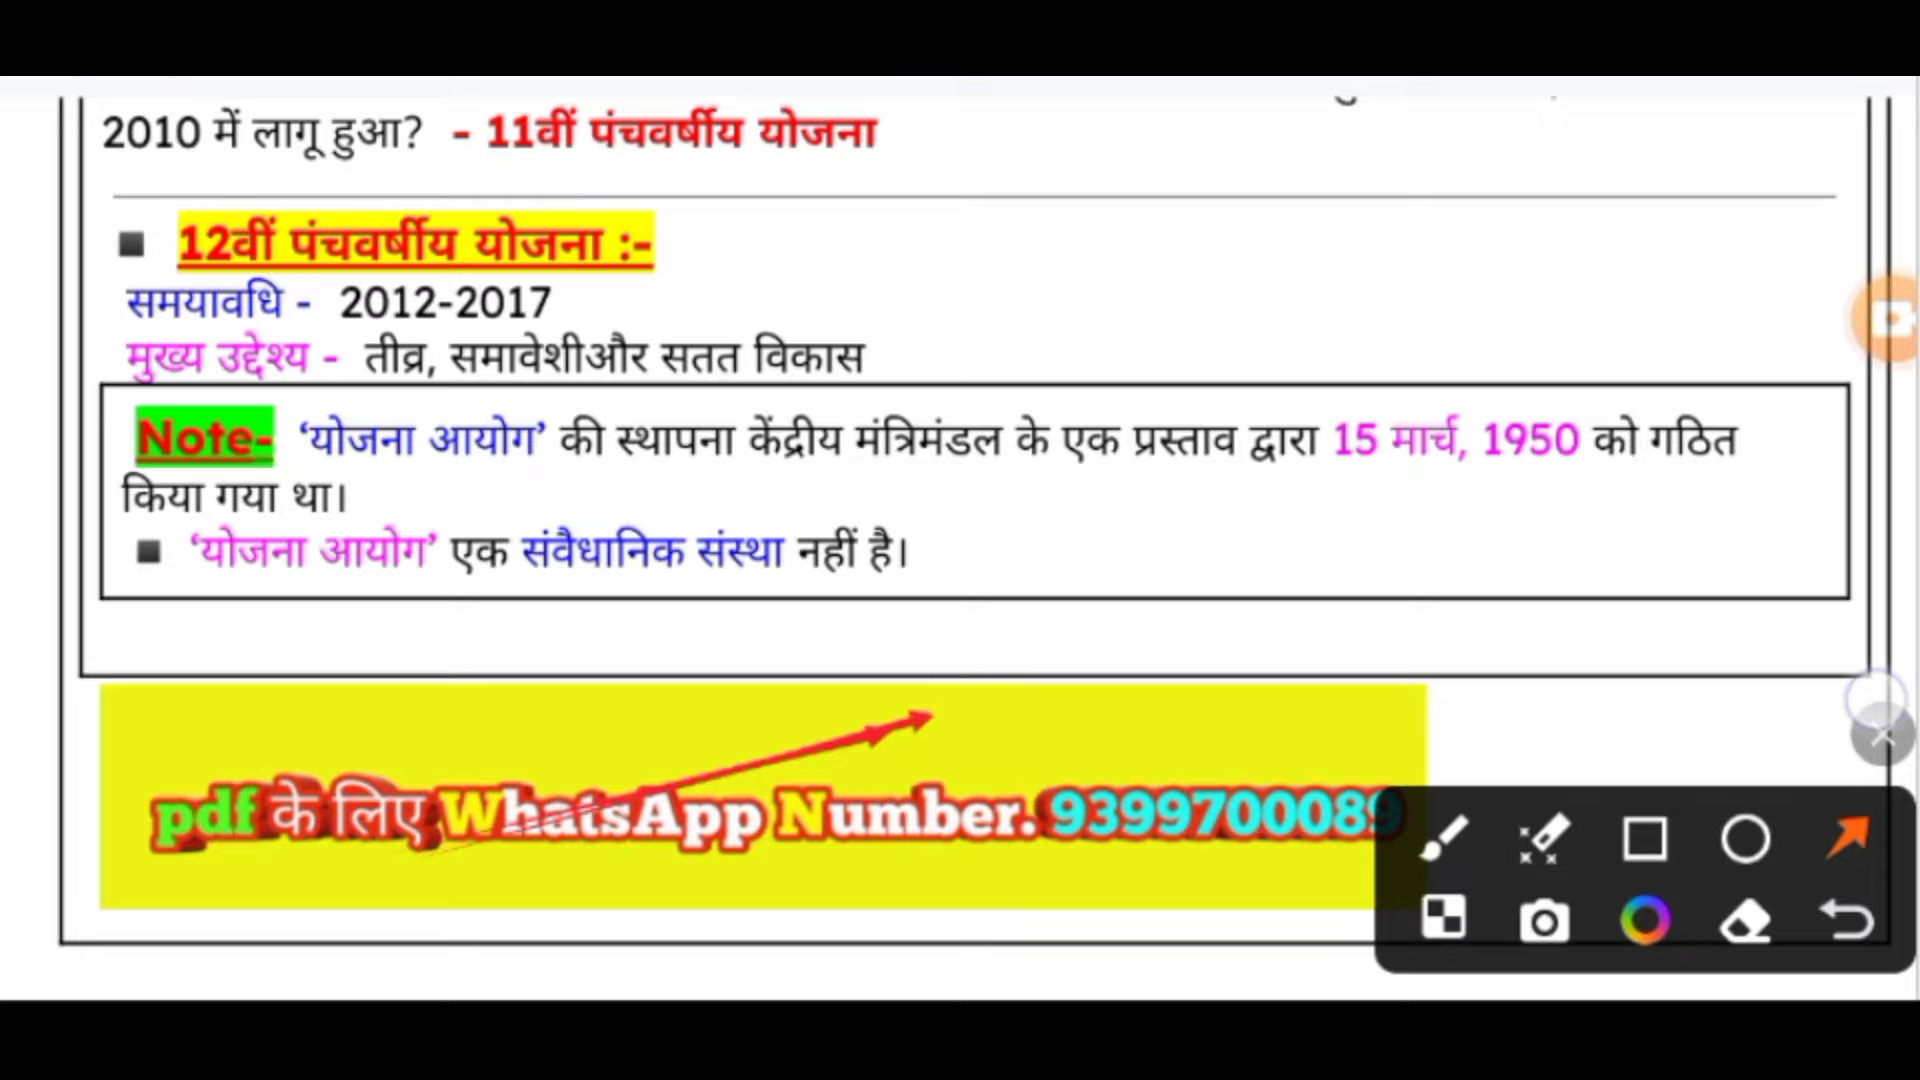 2010 में लागू हुआ? - 11वीं पंचवर्षीय योजना
12वीं पंचवर्षीय योजना :-
समयावधि - 2012-2017
मुख्य उद्देश्य - तीव्र, समावेशीऔर सतत विकास
Note- ‘योजना आयोग’ की स्थापना केंद्रीय मंत्रिमंडल के एक प्रस्ताव द्वारा 15 मार्च, 1950 को गठित
किया गया था।
‘योजना आयोग’ एक संवैधानिक संस्था नहीं है।
pdf के लिए WhatsApp Number. 9399700089